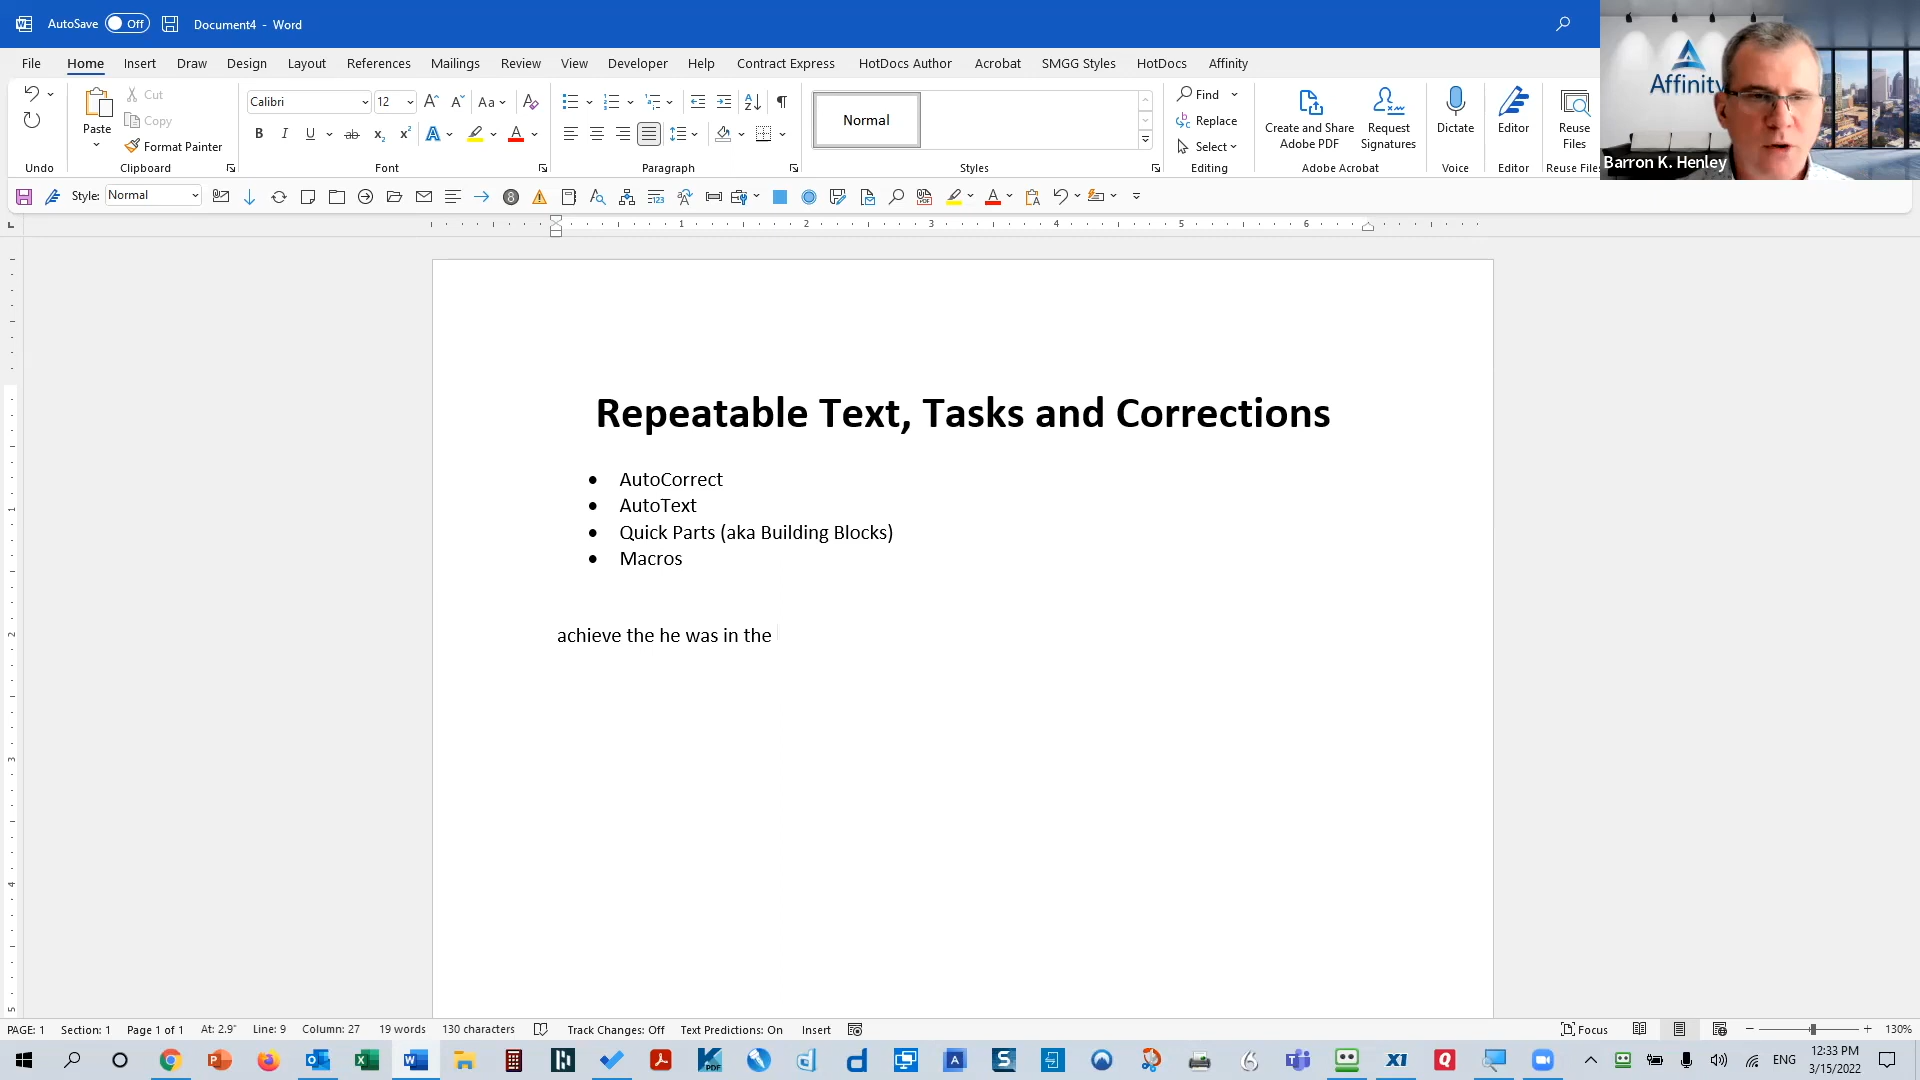 AutoSave Off Document4 - Word
File Home Insert Draw Design Layout References Mailings Review View Developer Help Contract Express HotDocs Author Acrobat SMGG Styles HotDocs Affinity
Affinity
Barron K. Henley
Paste
Cut
Copy
Format Painter
Calibri 12
Normal
Find
Replace
Select
Create and Share Adobe PDF
Request Signatures
Dictate
Editor
Reuse Files
Undo Clipboard Font Paragraph Styles Editing Adobe Acrobat Voice Editor Reuse Files
Style: Normal
1 2 3 4 5 6
Repeatable Text, Tasks and Corrections
• AutoCorrect
• AutoText
• Quick Parts (aka Building Blocks)
• Macros
achieve the he was in the
PAGE: 1 Section: 1 Page 1 of 1 At: 2.9" Line: 9 Column: 27 19 words 130 characters Track Changes: Off Text Predictions: On Insert Focus 130%
ENG 12:33 PM
3/15/2022